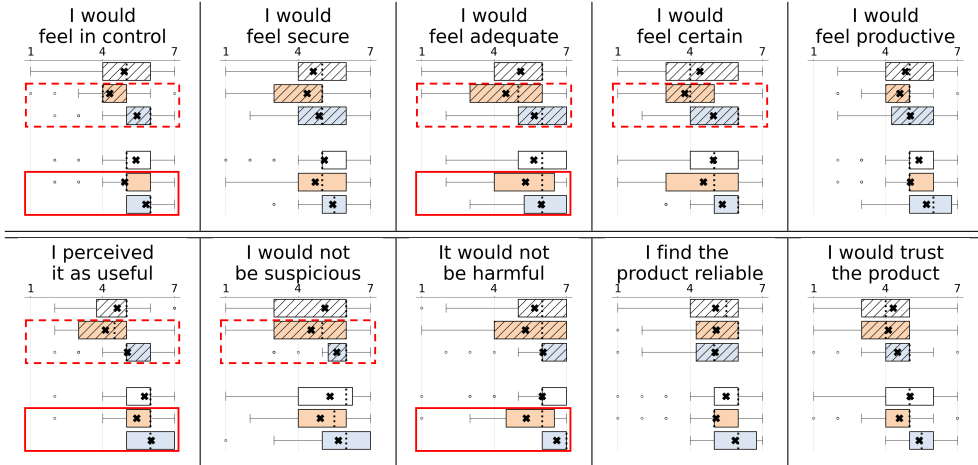 I would
feel in control
1 4 7
I would
feel secure
1 4 7
I would
feel adequate
1 4 7
I would
feel certain
1 4 7
I would
feel productive
1 4 7
I perceived
it as useful
1 4 7
I would not
be suspicious
1 4 7
It would not
be harmful
1 4 7
I find the
product reliable
1 4 7
I would trust
the product
1 4 7